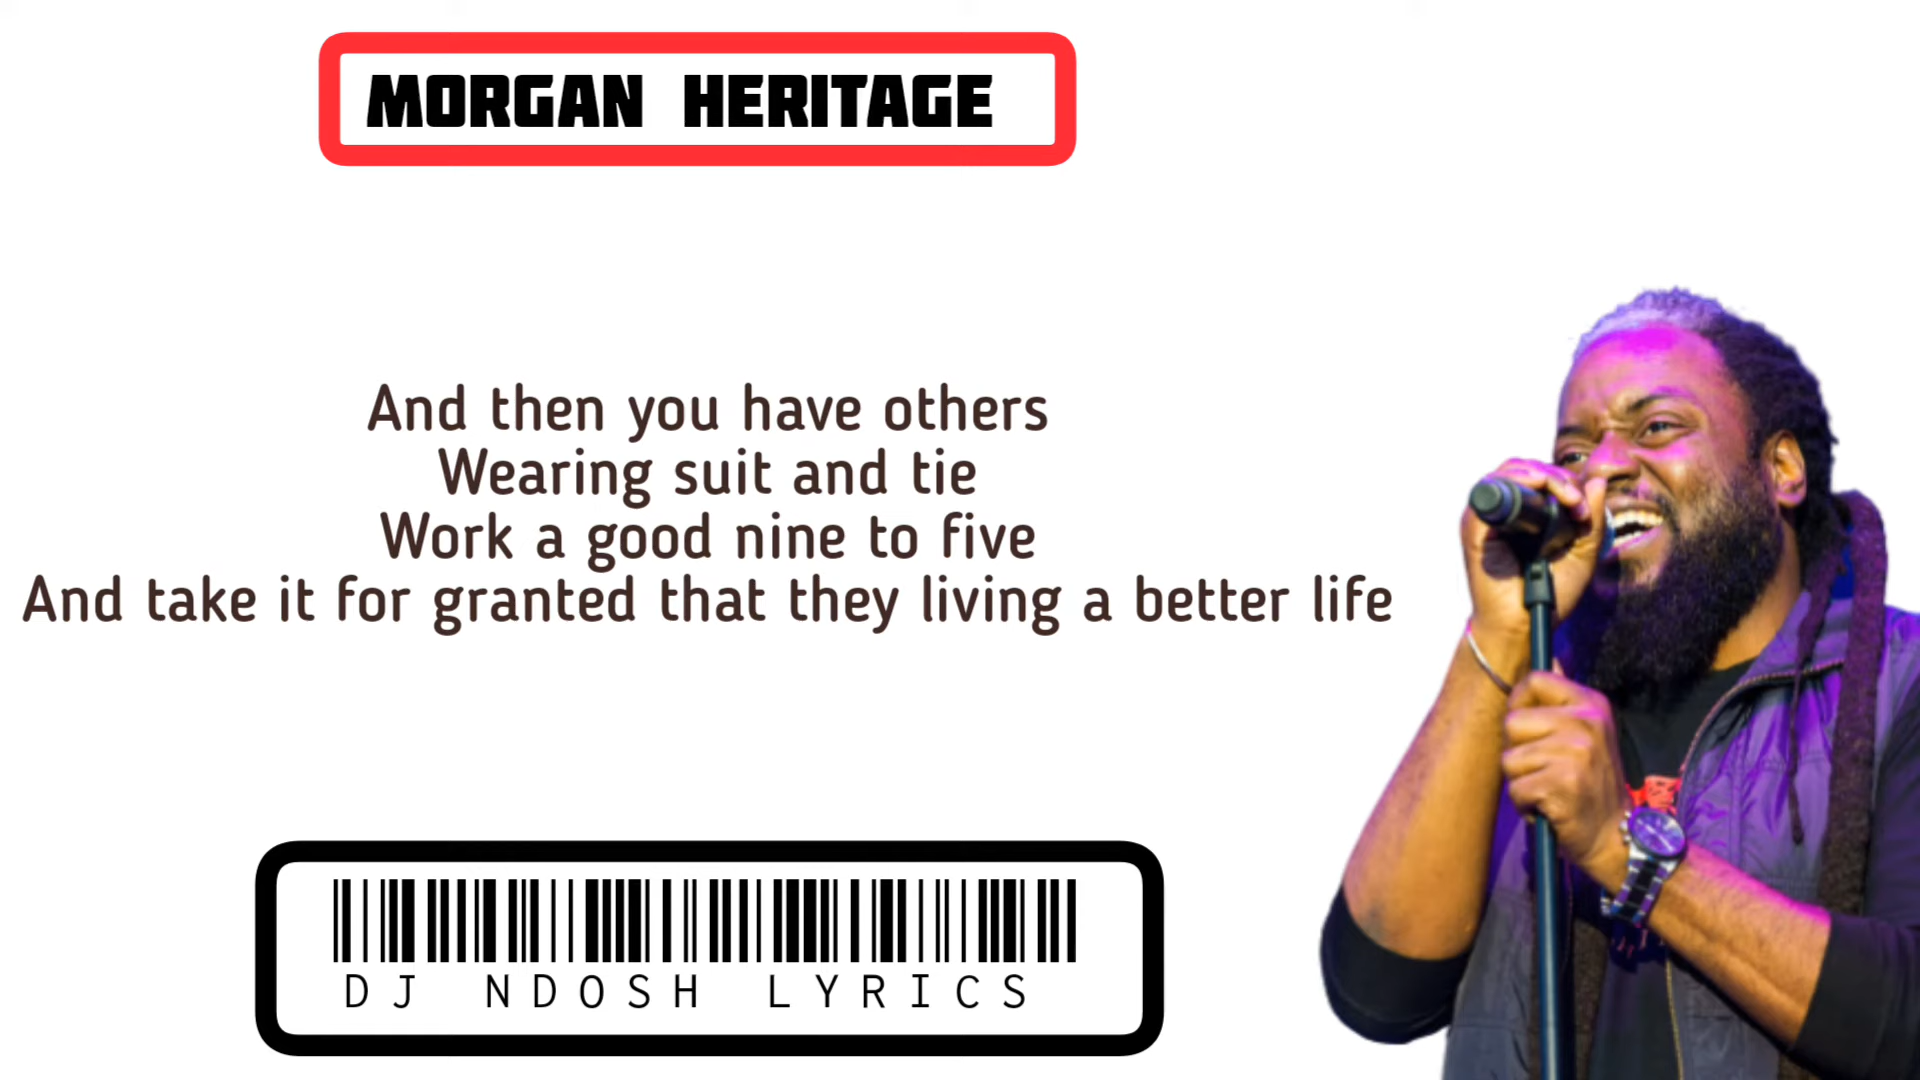 MORGAN HERITAGE
And then you have others
Wearing suit and tie
Work a good nine to five
And take it for granted that they living a better life
DJ NDOSH LYRICS